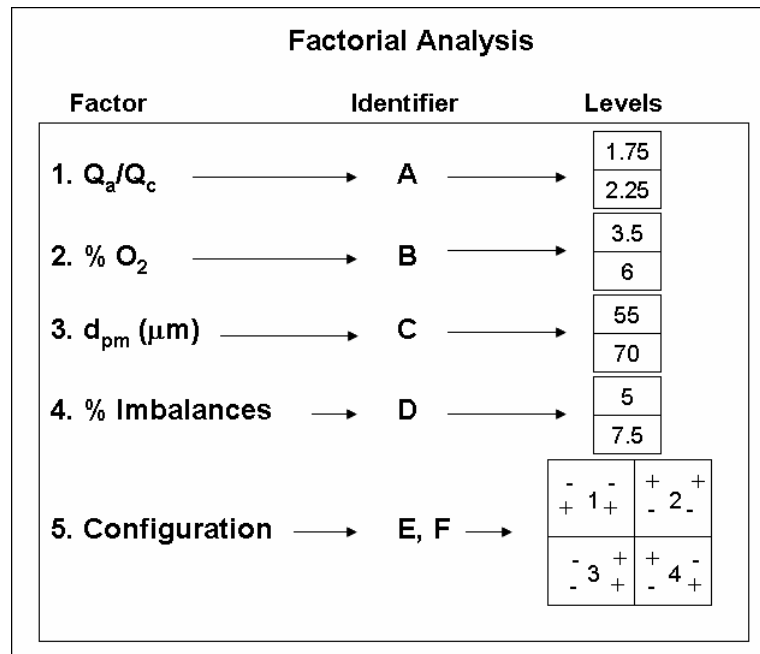 Factorial Analysis
Factor Identifier Levels
1. Qa/Qc A 1.75
2.25
2. % O2 B 3.5
6
3. dpm (μm) C 55
70
4. % Imbalances D 5
7.5
5. Configuration E, F
- - + +
+ 1 + - 2 -
- + + -
- 3 + - 4 +